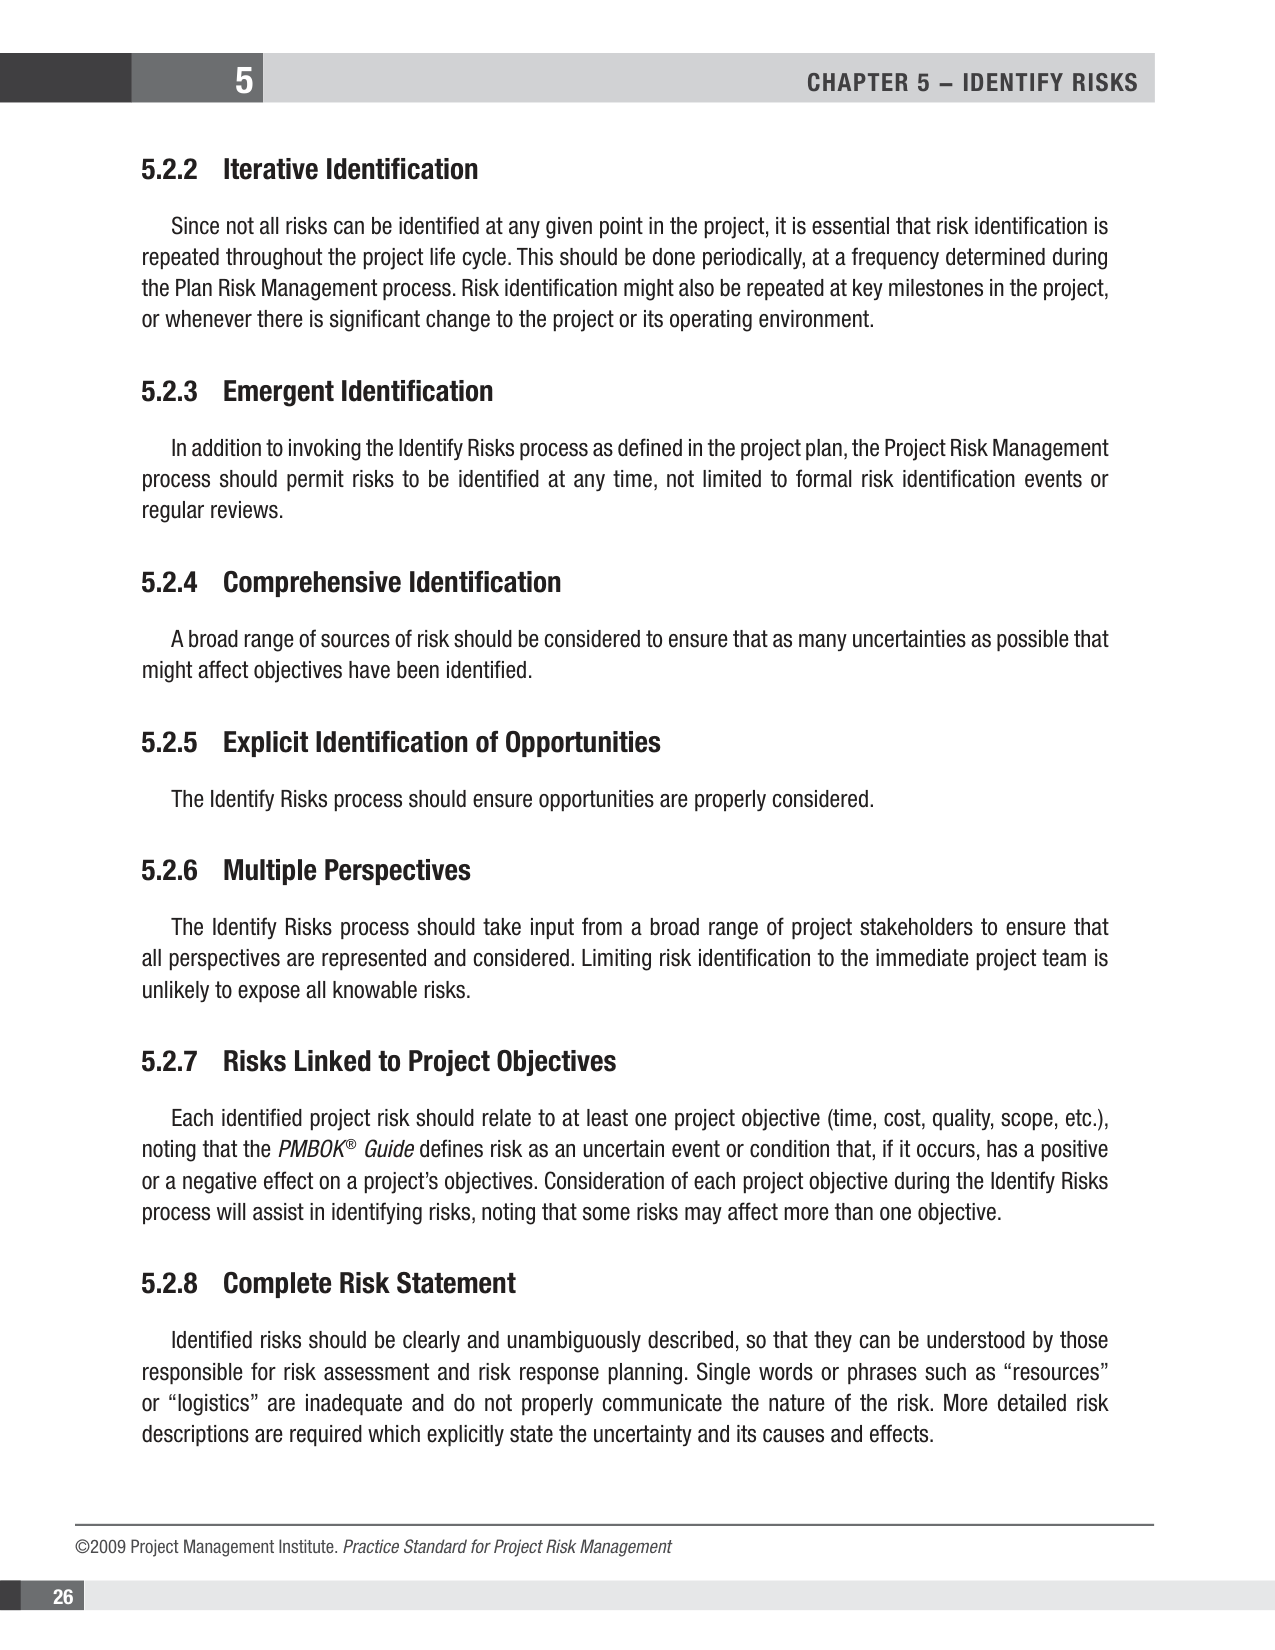 5
CHAPTER 5 – IDENTIFY RISKS
5.2.2 Iterative Identification
Since not all risks can be identified at any given point in the project, it is essential that risk identification is
repeated throughout the project life cycle. This should be done periodically, at a frequency determined during
the Plan Risk Management process. Risk identification might also be repeated at key milestones in the project,
or whenever there is significant change to the project or its operating environment.
5.2.3 Emergent Identification
In addition to invoking the Identify Risks process as defined in the project plan, the Project Risk Management
process should permit risks to be identified at any time, not limited to formal risk identification events or
regular reviews.
5.2.4 Comprehensive Identification
A broad range of sources of risk should be considered to ensure that as many uncertainties as possible that
might affect objectives have been identified.
5.2.5 Explicit Identification of Opportunities
The Identify Risks process should ensure opportunities are properly considered.
5.2.6 Multiple Perspectives
The Identify Risks process should take input from a broad range of project stakeholders to ensure that
all perspectives are represented and considered. Limiting risk identification to the immediate project team is
unlikely to expose all knowable risks.
5.2.7 Risks Linked to Project Objectives
Each identified project risk should relate to at least one project objective (time, cost, quality, scope, etc.),
noting that the PMBOK® Guide defines risk as an uncertain event or condition that, if it occurs, has a positive
or a negative effect on a project’s objectives. Consideration of each project objective during the Identify Risks
process will assist in identifying risks, noting that some risks may affect more than one objective.
5.2.8 Complete Risk Statement
Identified risks should be clearly and unambiguously described, so that they can be understood by those
responsible for risk assessment and risk response planning. Single words or phrases such as “resources”
or “logistics” are inadequate and do not properly communicate the nature of the risk. More detailed risk
descriptions are required which explicitly state the uncertainty and its causes and effects.
©2009 Project Management Institute. Practice Standard for Project Risk Management
26